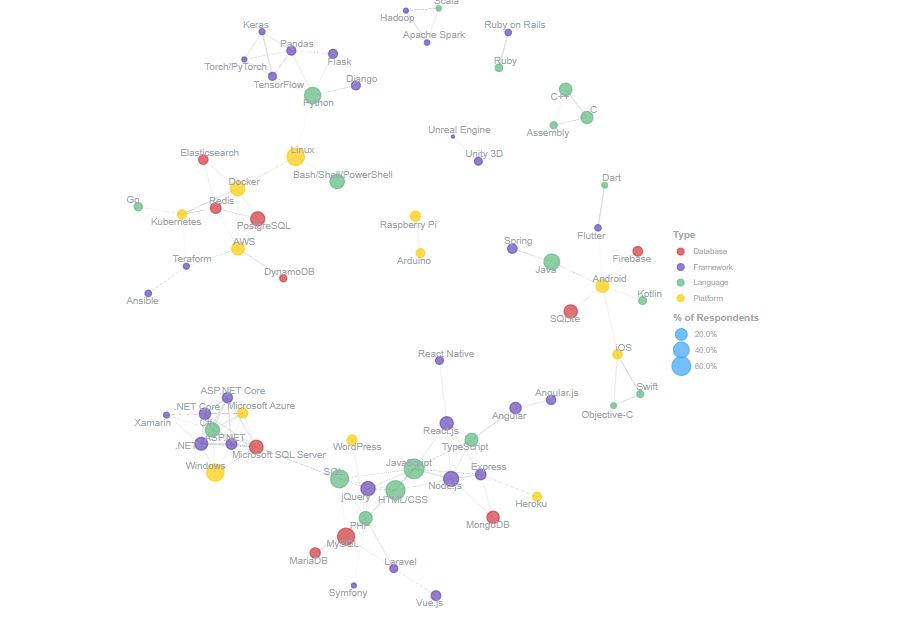 Scala
Hadoop
Keras
Ruby on Rails
Apache Spark
Pandas
Flask
Ruby
Torch/PyTorch
Django
TensorFlow
C++
Python
C
Unreal Engine
Assembly
Linux
Elasticsearch
Unity 3D
Bash/Shell/PowerShell
Docker
Dart
Go
Redis
Kubernetes
PostgreSQL
Raspberry Pi
Flutter
Type
AWS
Spring
Database
Teraform
Arduino
Firebase
Framework
DynamoDB
Java
Android
Language
Ansible
Kotlin
Platform
SQLite
% of Respondents
20.0%
iOS
40.0%
React Native
60.0%
Swift
ASP.NET Core
Angular.js
.NET Core
Microsoft Azure
Objective-C
Xamarin
C#
Angular
React.js
.NET
ASP.NET
WordPress
TypeScript
Microsoft SQL Server
Windows
JavaScript
Express
SQL
Node.js
jQuery
HTML/CSS
Heroku
PHP
MongoDB
MySQL
MariaDB
Laravel
Symfony
Vue.js